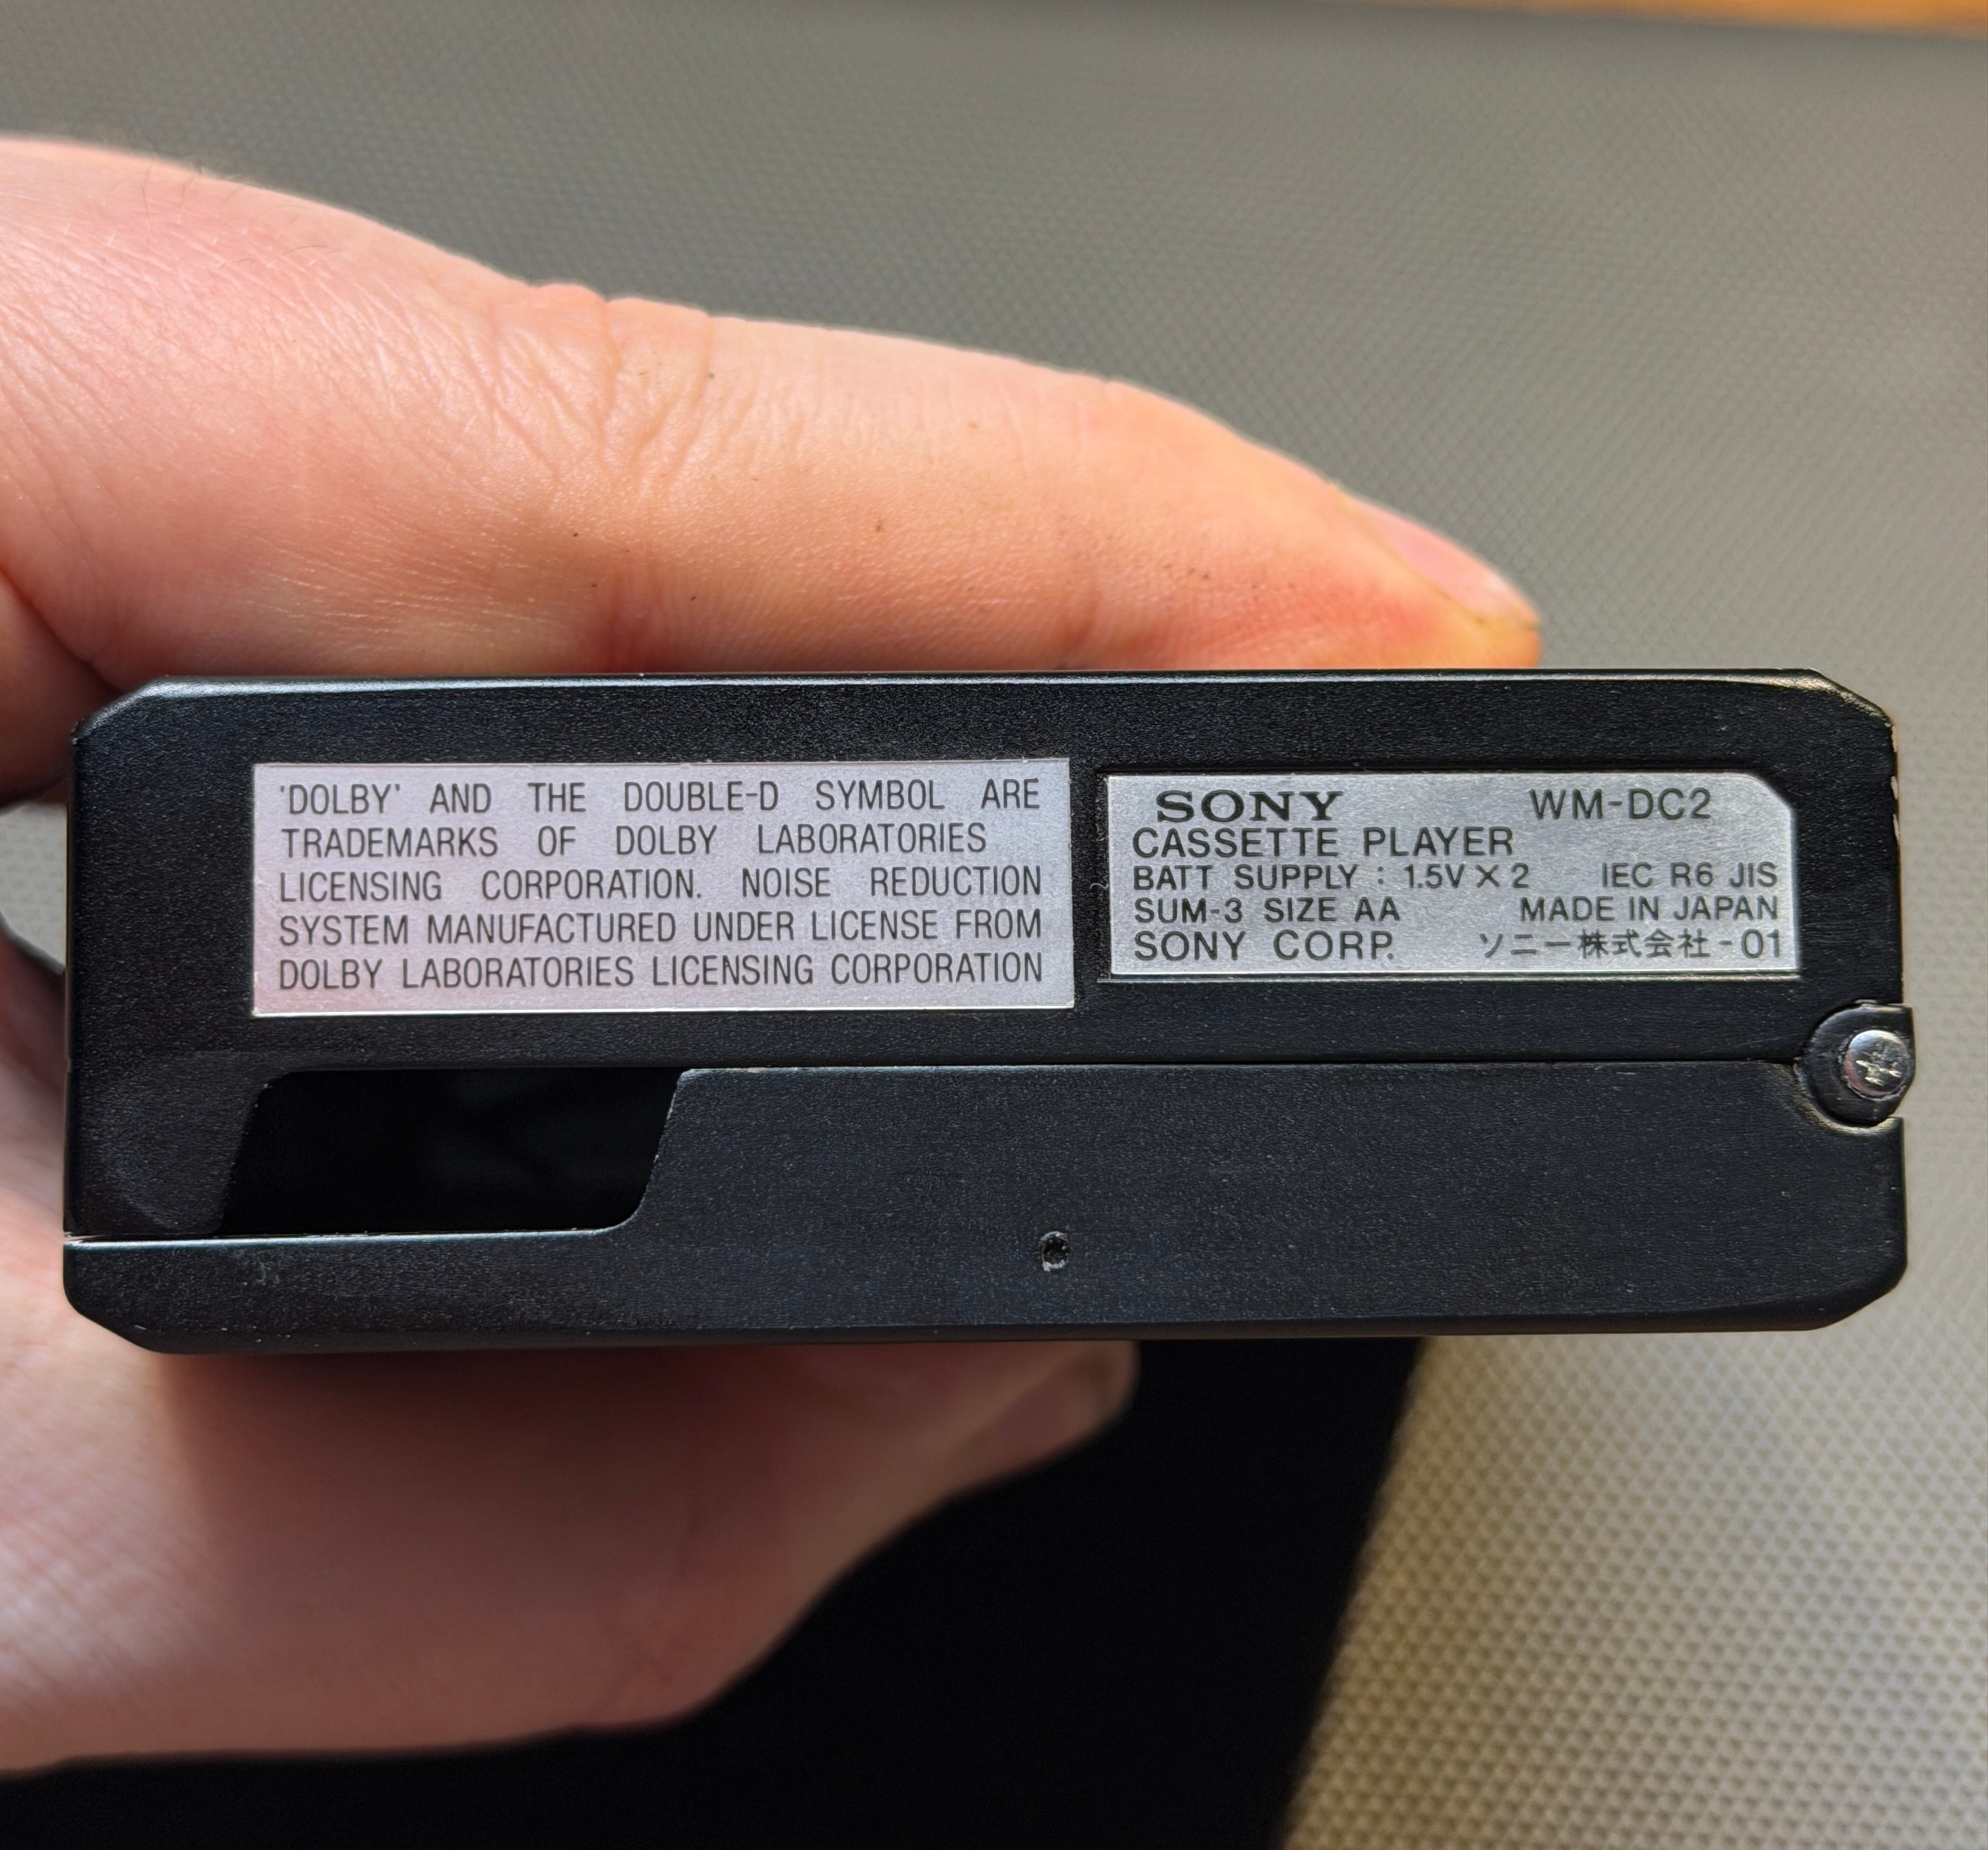 'DOLBY' AND THE DOUBLE-D SYMBOL ARE
TRADEMARKS OF DOLBY LABORATORIES
LICENSING CORPORATION. NOISE REDUCTION
SYSTEM MANUFACTURED UNDER LICENSE FROM
DOLBY LABORATORIES LICENSING CORPORATION
SONY WM-DC2
CASSETTE PLAYER
BATT SUPPLY : 1.5V X 2 IEC R6 JIS
SUM-3 SIZE AA MADE IN JAPAN
SONY CORP. ソニー株式会社-01